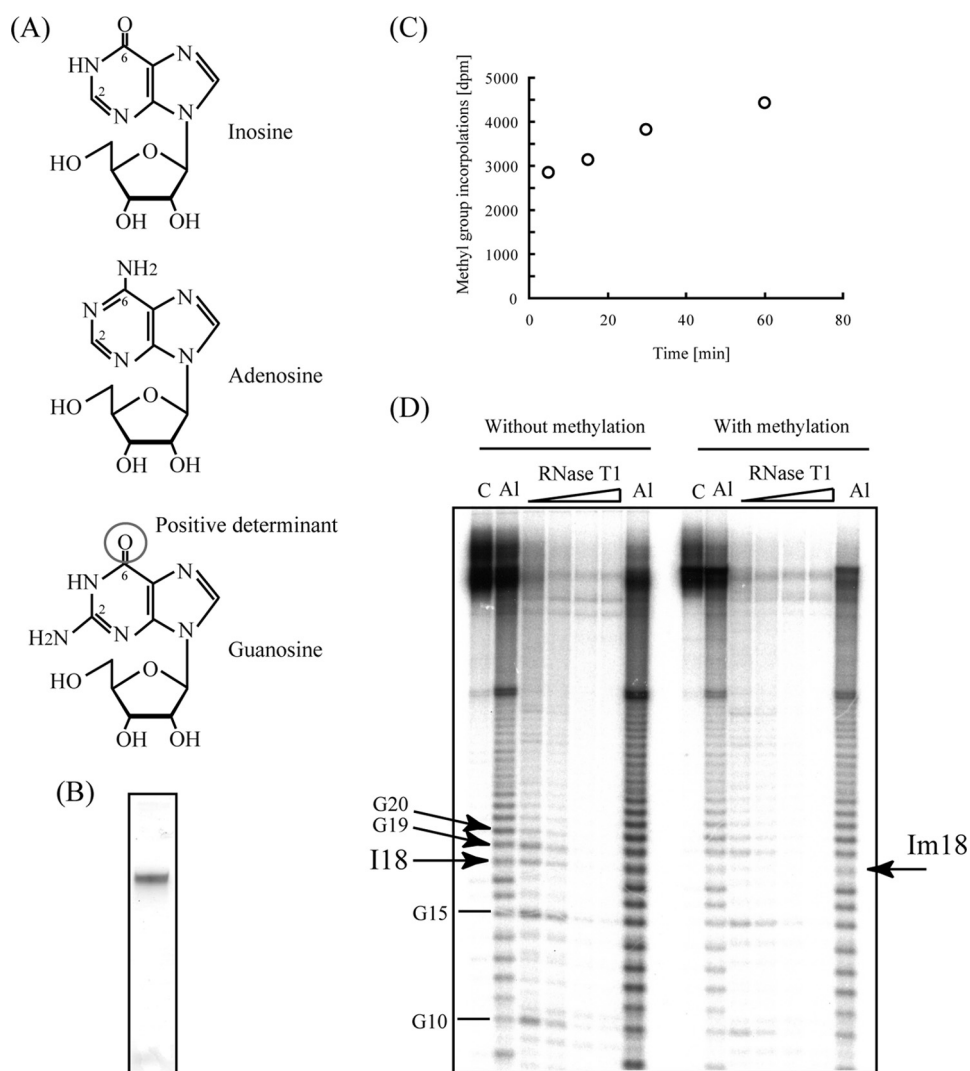 (A)
O
6
HN
N
2
N
N
O
HO
OH OH
Inosine
NH2
6
N
N
2
N
N
O
HO
OH OH
Adenosine
Positive determinant
O
6
HN
N
2
H2N
N
N
O
HO
OH OH
Guanosine
(B)
(C)
Methyl group incorpolations [dpm]
5000
4000
3000
2000
1000
0
0 20 40 60 80
Time [min]
(D)
Without methylation With methylation
RNase T1 RNase T1
C Al Al C Al Al
G20
G19
I18
G15
G10
Im18